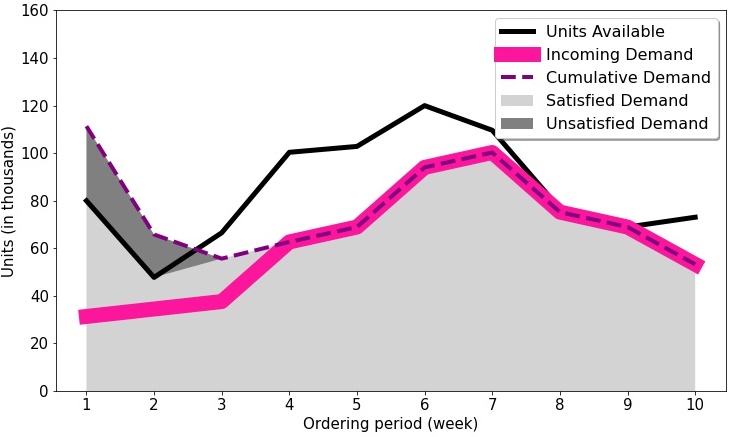 160
140
120
100
80
60
40
20
0
Units (in thousands)
Units Available
Incoming Demand
Cumulative Demand
Satisfied Demand
Unsatisfied Demand
1 2 3 4 5 6 7 8 9 10
Ordering period (week)